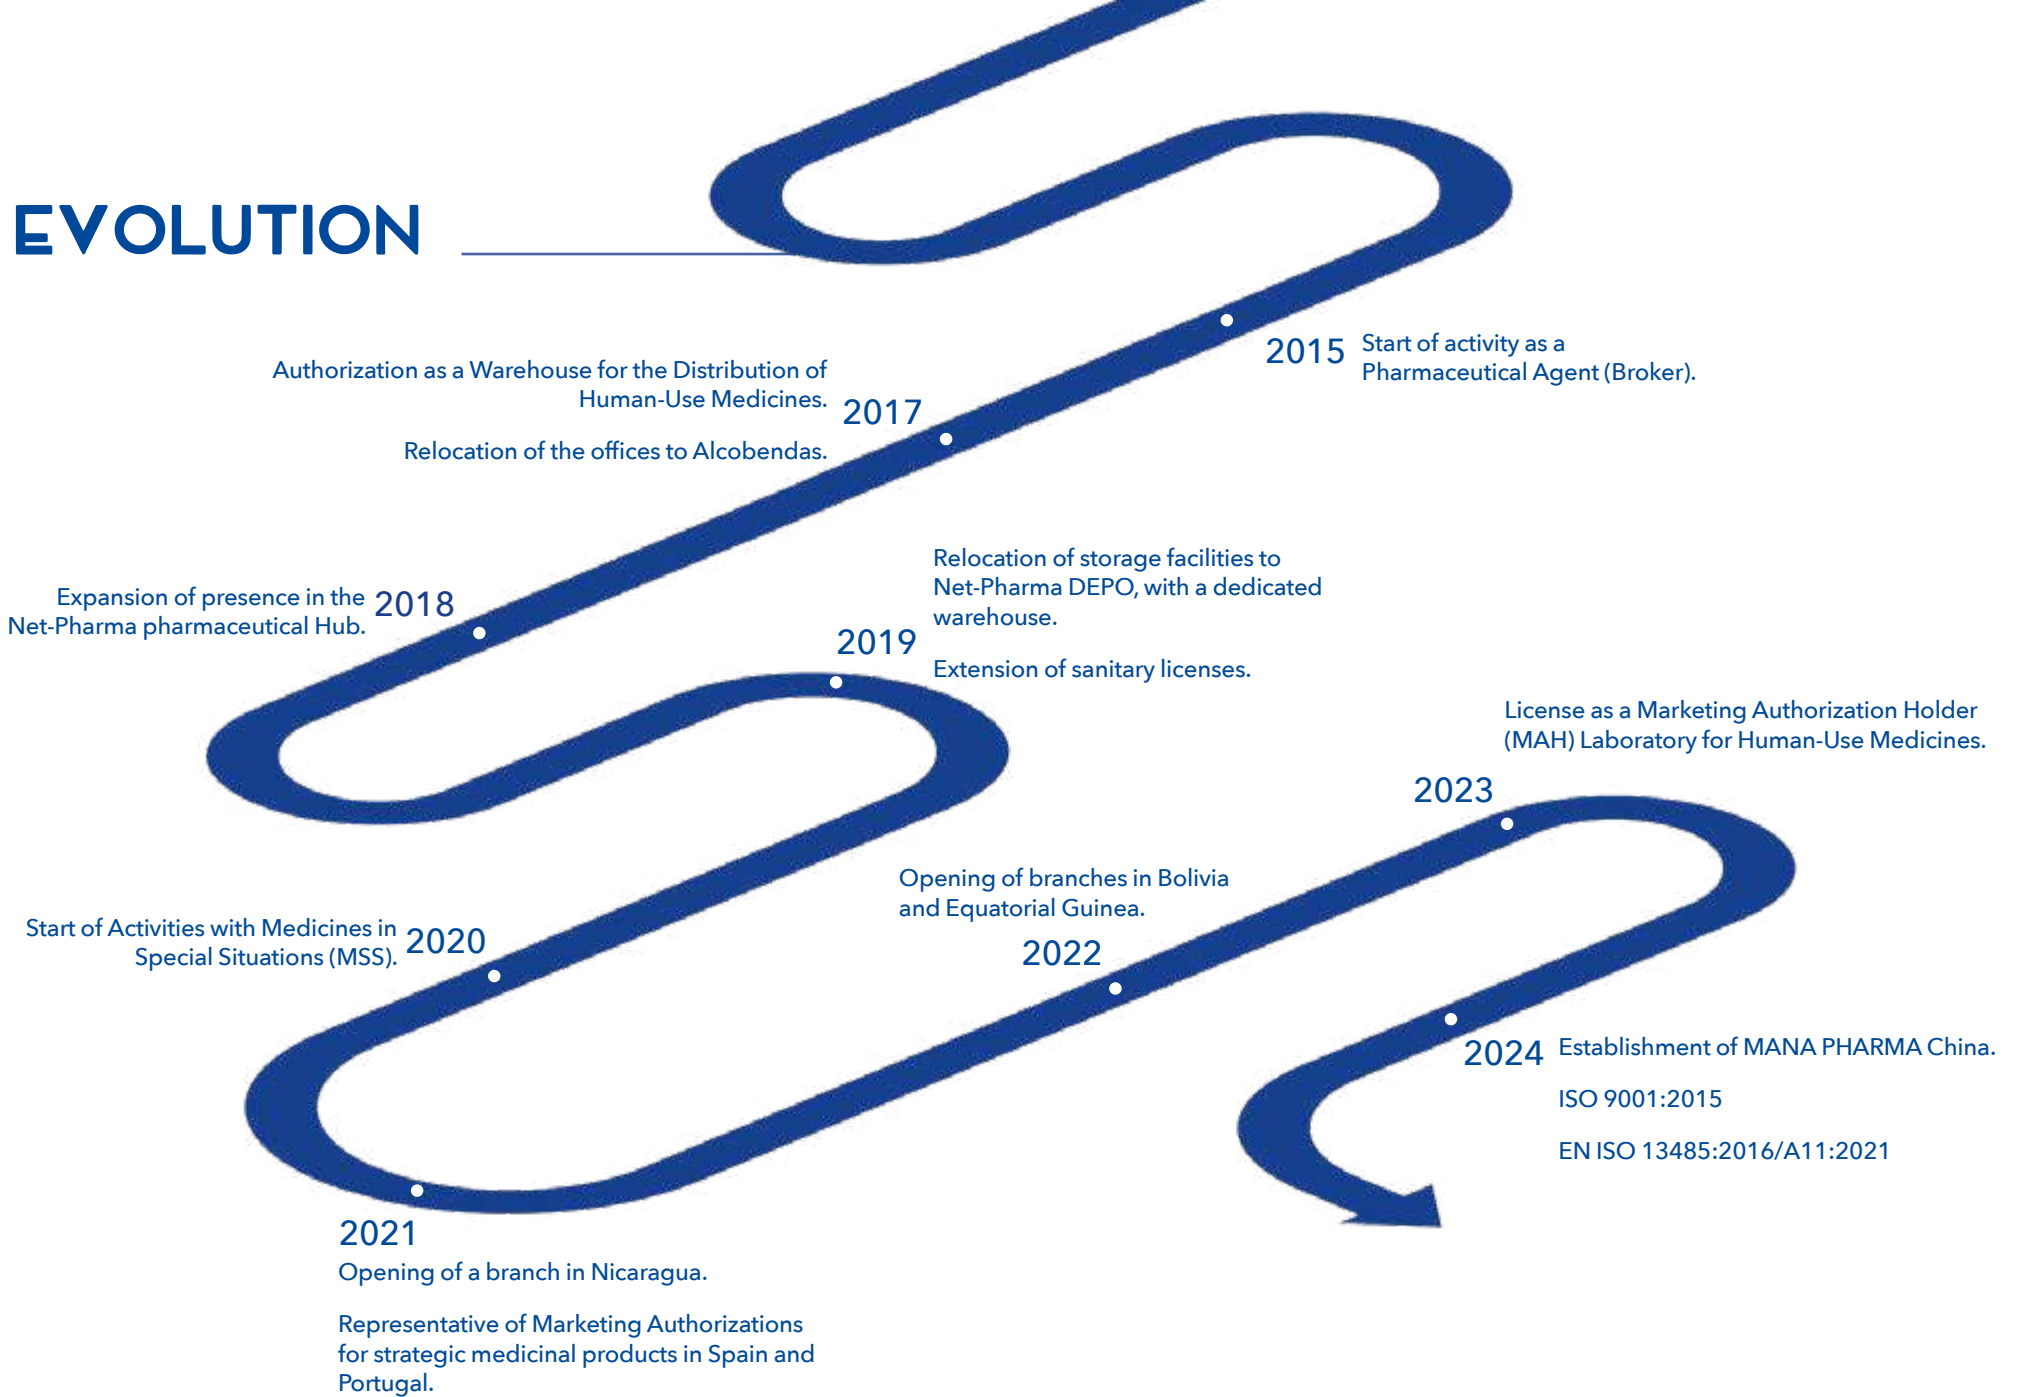 EVOLUTION
2015
Start of activity as a
Pharmaceutical Agent (Broker).
Authorization as a Warehouse for the Distribution of
Human-Use Medicines.
2017
Relocation of the offices to Alcobendas.
Expansion of presence in the
Net-Pharma pharmaceutical Hub.
2018
Relocation of storage facilities to
Net-Pharma DEPO, with a dedicated
warehouse.
2019
Extension of sanitary licenses.
Start of Activities with Medicines in
Special Situations (MSS).
2020
2021
Opening of a branch in Nicaragua.
Representative of Marketing Authorizations
for strategic medicinal products in Spain and
Portugal.
Opening of branches in Bolivia
and Equatorial Guinea.
2022
License as a Marketing Authorization Holder
(MAH) Laboratory for Human-Use Medicines.
2023
2024
Establishment of MANA PHARMA China.
ISO 9001:2015
EN ISO 13485:2016/A11:2021